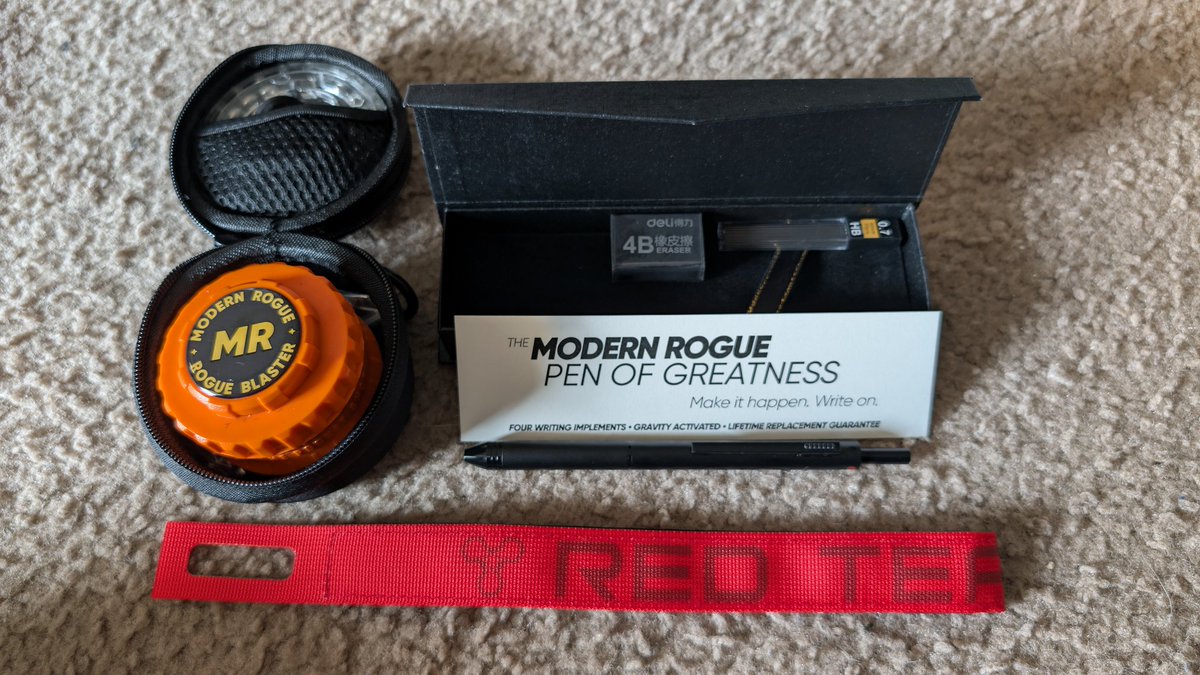 MODERN ROGUE
MR
ROGUE BLASTER
deli得力
4B橡皮擦
ERASER
0.7
HB
THE MODERN ROGUE
PEN OF GREATNESS
Make it happen. Write on.
FOUR WRITING IMPLEMENTS • GRAVITY ACTIVATED • LIFETIME REPLACEMENT GUARANTEE
RED TE